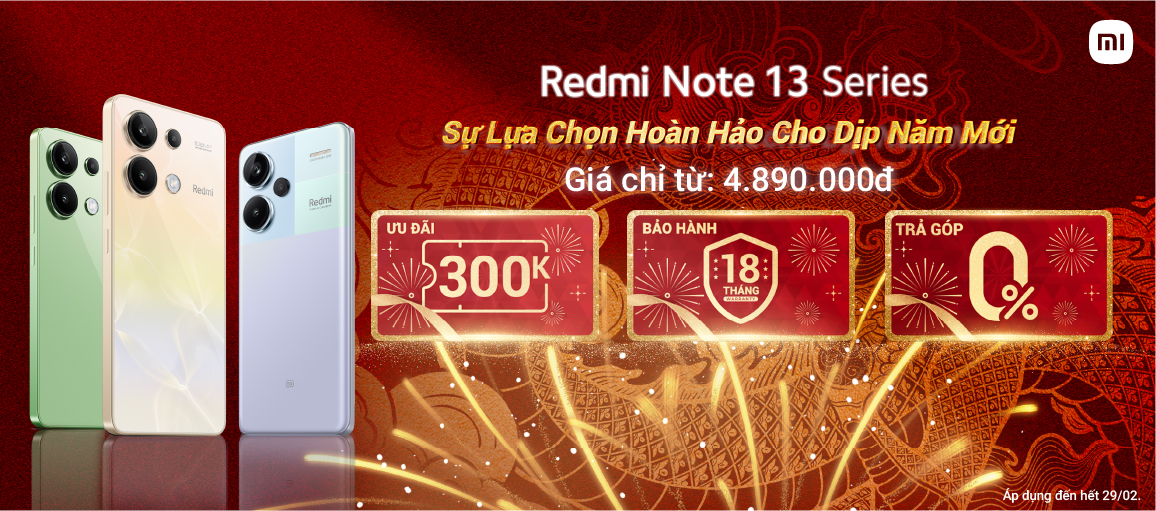 mi
Redmi Note 13 Series
Sự Lựa Chọn Hoàn Hảo Cho Dịp Năm Mới
Giá chỉ từ: 4.890.000đ
ƯU ĐÃI
300K
BẢO HÀNH
18
THÁNG
WARRANTY
TRẢ GÓP
0%
Redmi
Redmi
Áp dụng đến hết 29/02.